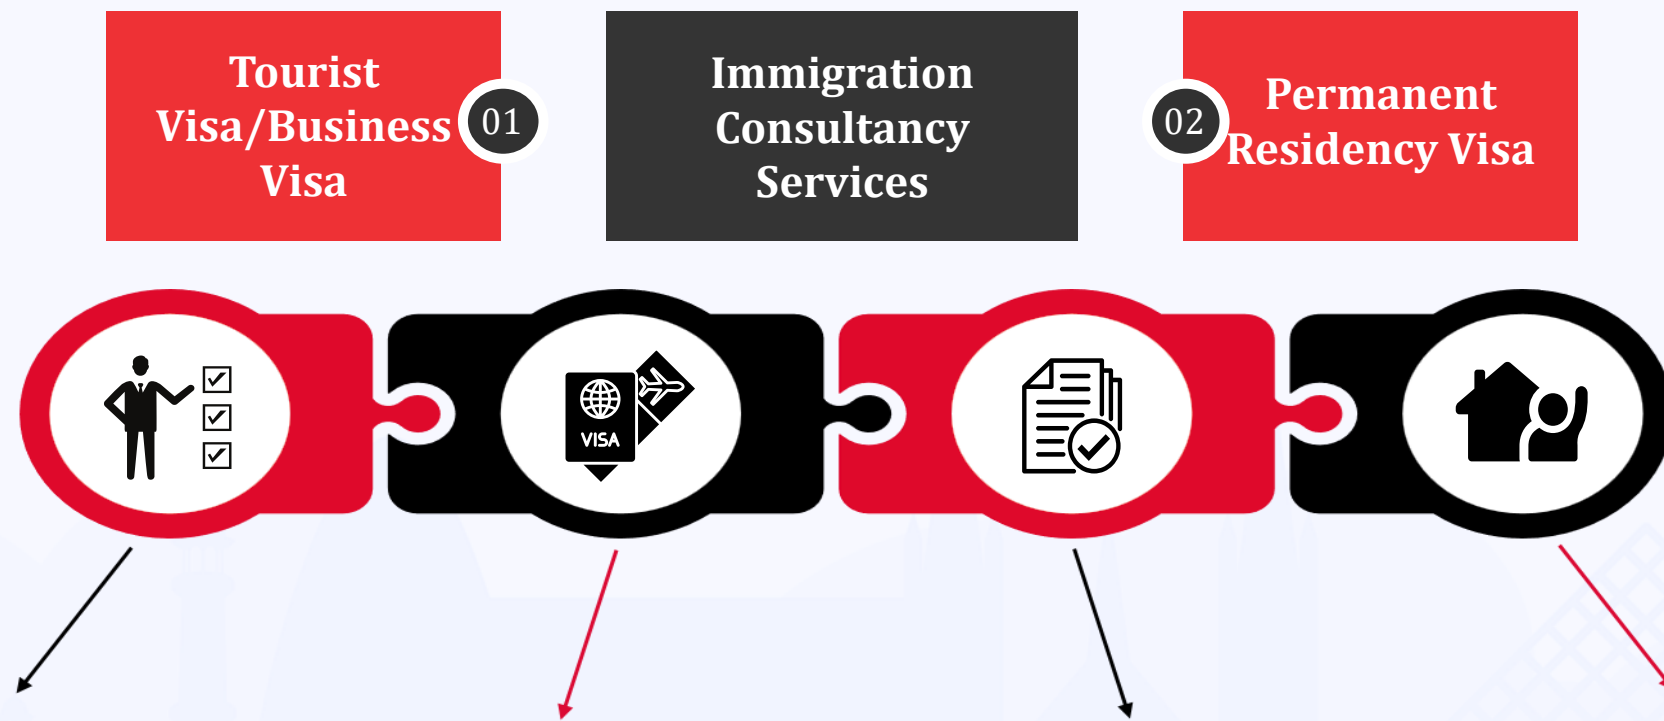 Tourist
Visa/Business
Visa
01
Immigration
Consultancy
Services
02
Permanent
Residency Visa
VISA